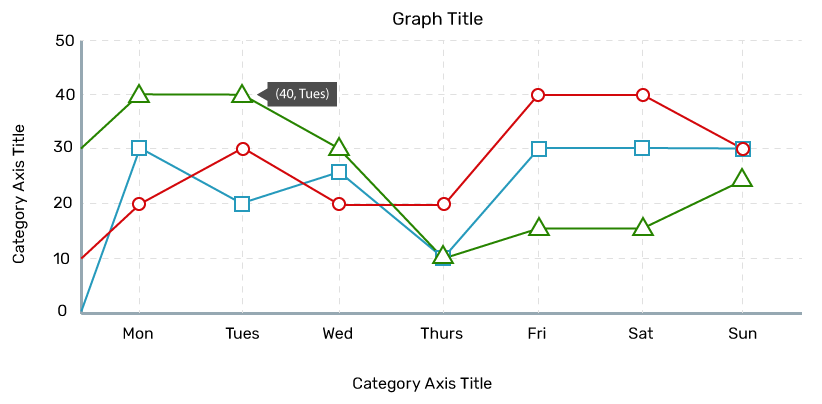 Graph Title
50
40
(40, Tues)
30
20
10
0
Category Axis Title
Mon Tues Wed Thurs Fri Sat Sun
Category Axis Title